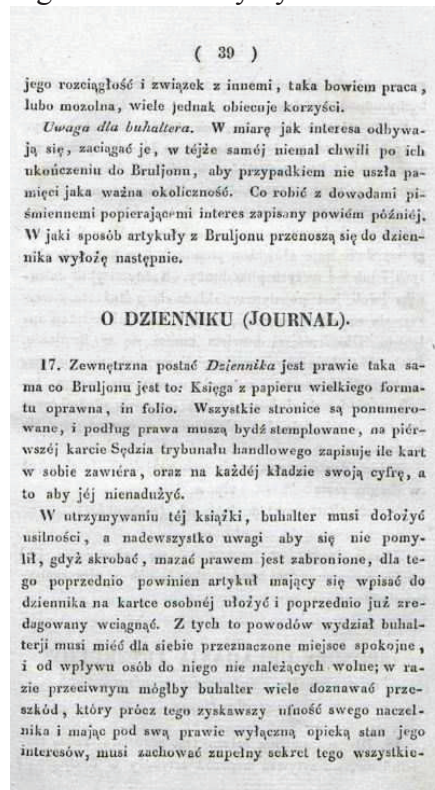 ( 39 )
jego rozciągłość i związek z innemi, taka bowiem praca,
lubo mozolna, wiele jednak obiecuje korzyści.
Uwaga dla buhaltera. W miarę jak interesa odbywa-
ją się, zaciągać je, w téjże saméj niemal chwili po ich
ukończeniu do Bruljonu, aby przypadkiem nie uszła pa-
mięci jaka ważna okoliczność. Co robić z dowodami pi-
śmiennemi popierającemi interes zapisany powiém późniéj.
W jaki sposób artykuły z Bruljonu przenoszą się do dzien-
nika wyłożę następnie.
O DZIENNIKU (JOURNAL).
17. Zewnętrzna postać Dziennika jest prawie taka sa-
ma co Bruljonu jest to: Księga z papieru wielkiego forma-
tu oprawna, in folio. Wszystkie stronice są ponumero-
wane, i podług prawa muszą bydź stemplowane, na piér-
wszéj karcie Sędzia trybunału handlowego zapisuje ile kart
w sobie zawiéra, oraz na każdéj kładzie swoją cyfrę, a
to aby jéj nienadużyć.
W utrzymywaniu téj książki, buhalter musi dołożyć
usilności, a nadewszystko uwagi aby się nie pomy-
lił, gdyż skrobać, mazać prawem jest zabronione, dla te-
go poprzednio powinien artykuł mający się wpisać do
dziennika na kartce osobnéj ułożyć i poprzednio już zre-
dagowany wciągnąć. Z tych to powodów wydział buhal-
terji musi miéć dla siebie przeznaczone miejsce spokojne,
i od wpływu osób do niego nie należących wolne; w ra-
zie przeciwnym mógłby buhalter wiele doznawać prze-
szkód, który prócz tego zyskawszy ufność swego naczel-
nika i mając pod swą prawie wyłączną opieką stan jego
interesów, musi zachować zupełny sekret tego wszystkie-